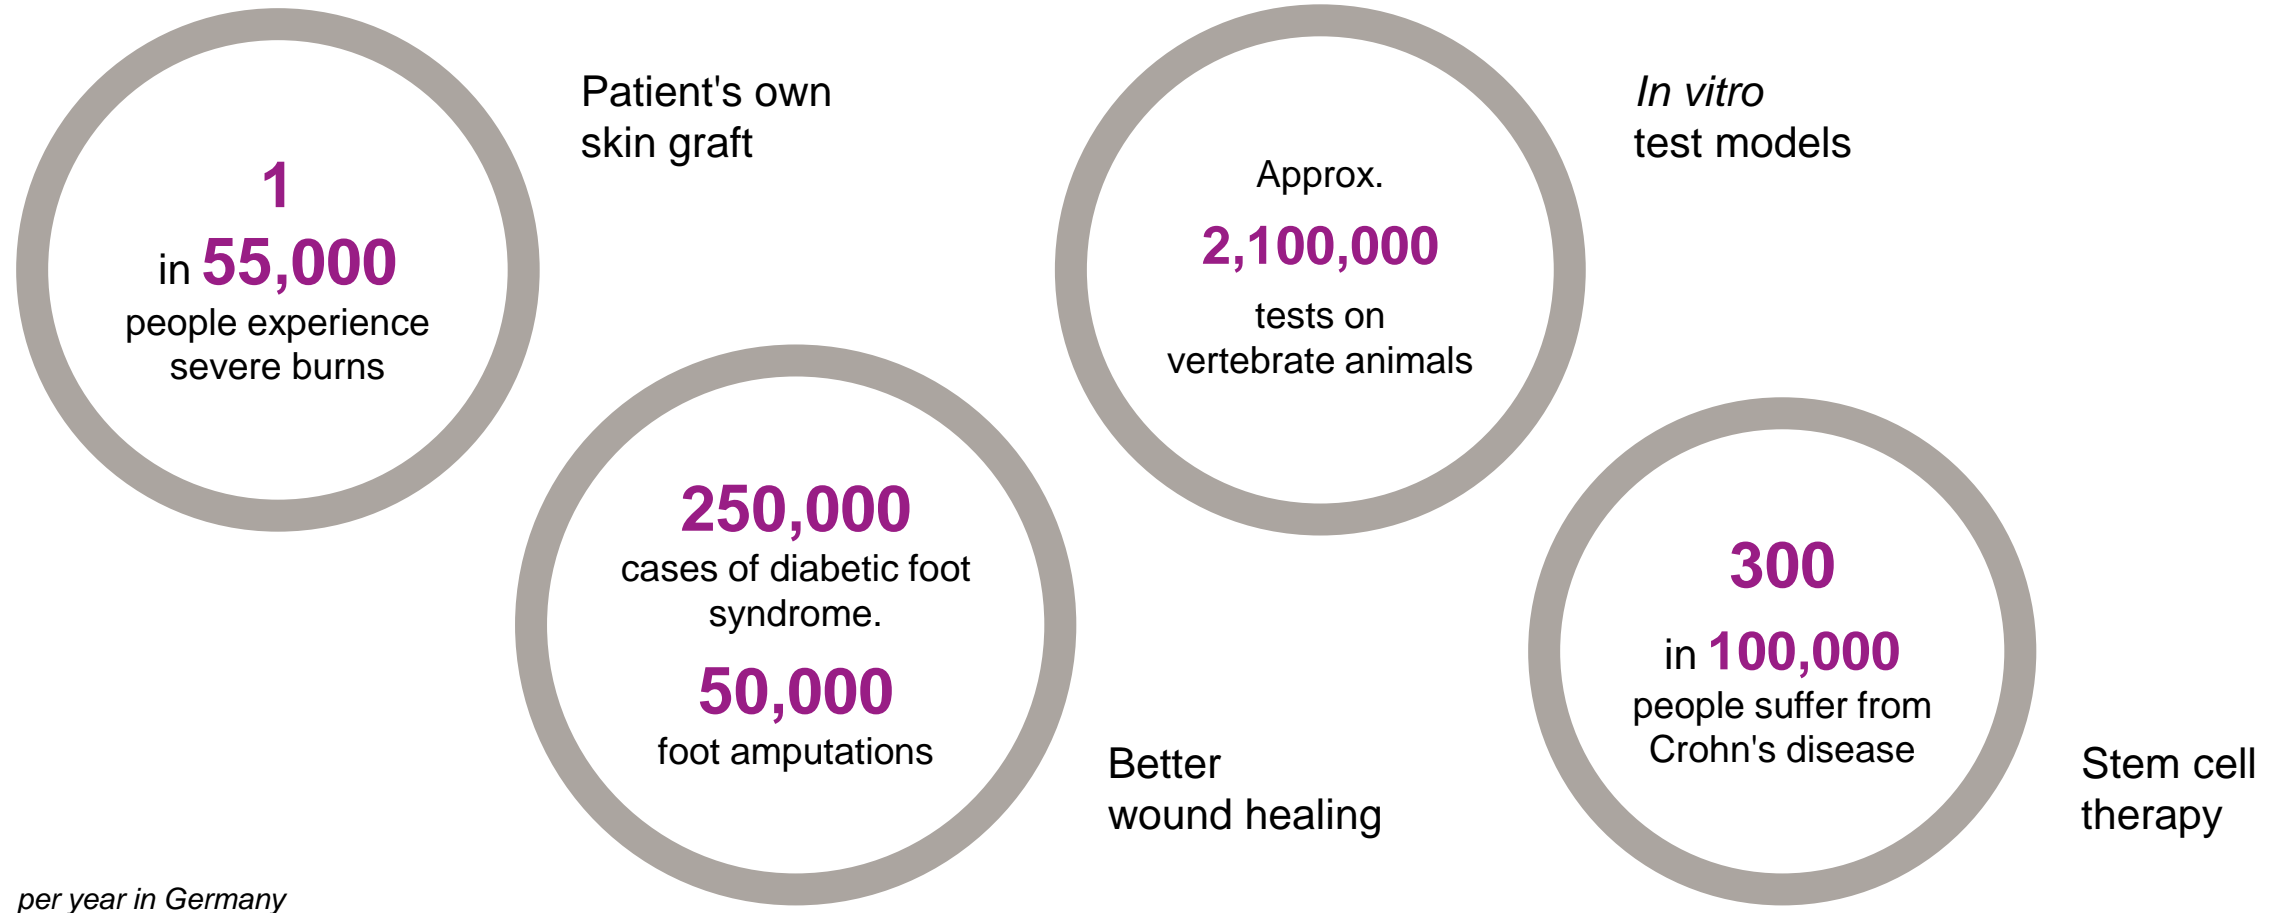 1
in 55,000
people experience
severe burns
Patient's own
skin graft
Approx.
2,100,000
tests on
vertebrate animals
In vitro
test models
250,000
cases of diabetic foot
syndrome.
50,000
foot amputations
Better
wound healing
300
in 100,000
people suffer from
Crohn's disease
Stem cell
therapy
per year in Germany